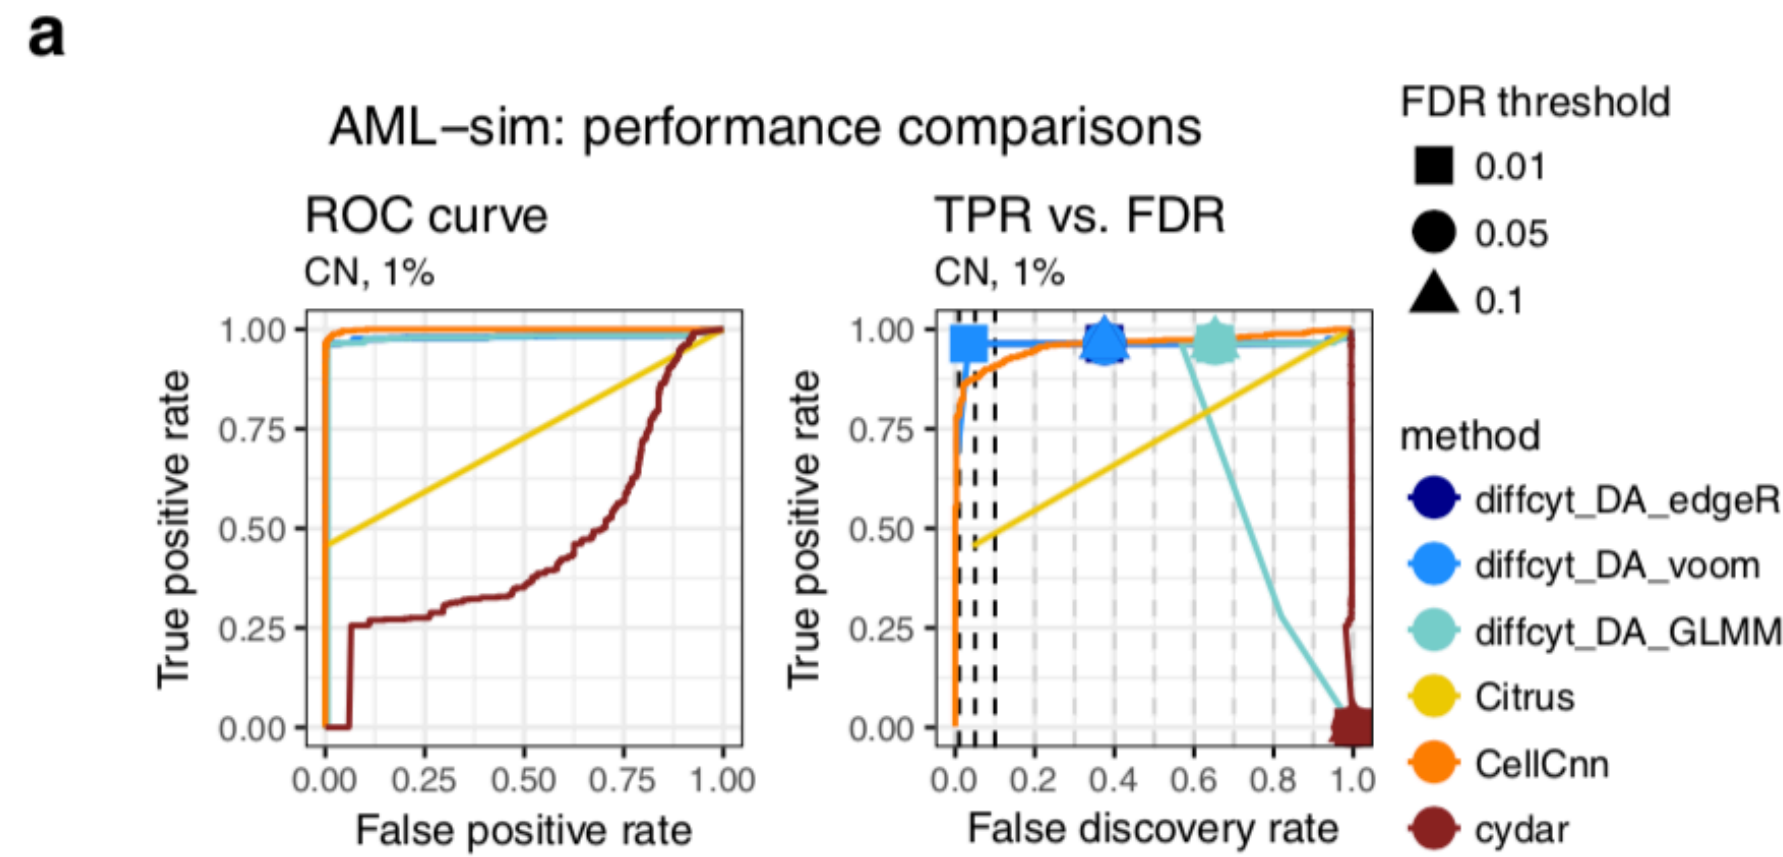 a
AML–sim: performance comparisons
ROC curve
CN, 1%
True positive rate
1.00
0.75
0.50
0.25
0.00
0.00 0.25 0.50 0.75 1.00
False positive rate
TPR vs. FDR
CN, 1%
True positive rate
1.00
0.75
0.50
0.25
0.00
0.0 0.2 0.4 0.6 0.8 1.0
False discovery rate
FDR threshold
0.01
0.05
0.1
method
diffcyt_DA_edgeR
diffcyt_DA_voom
diffcyt_DA_GLMM
Citrus
CellCnn
cydar